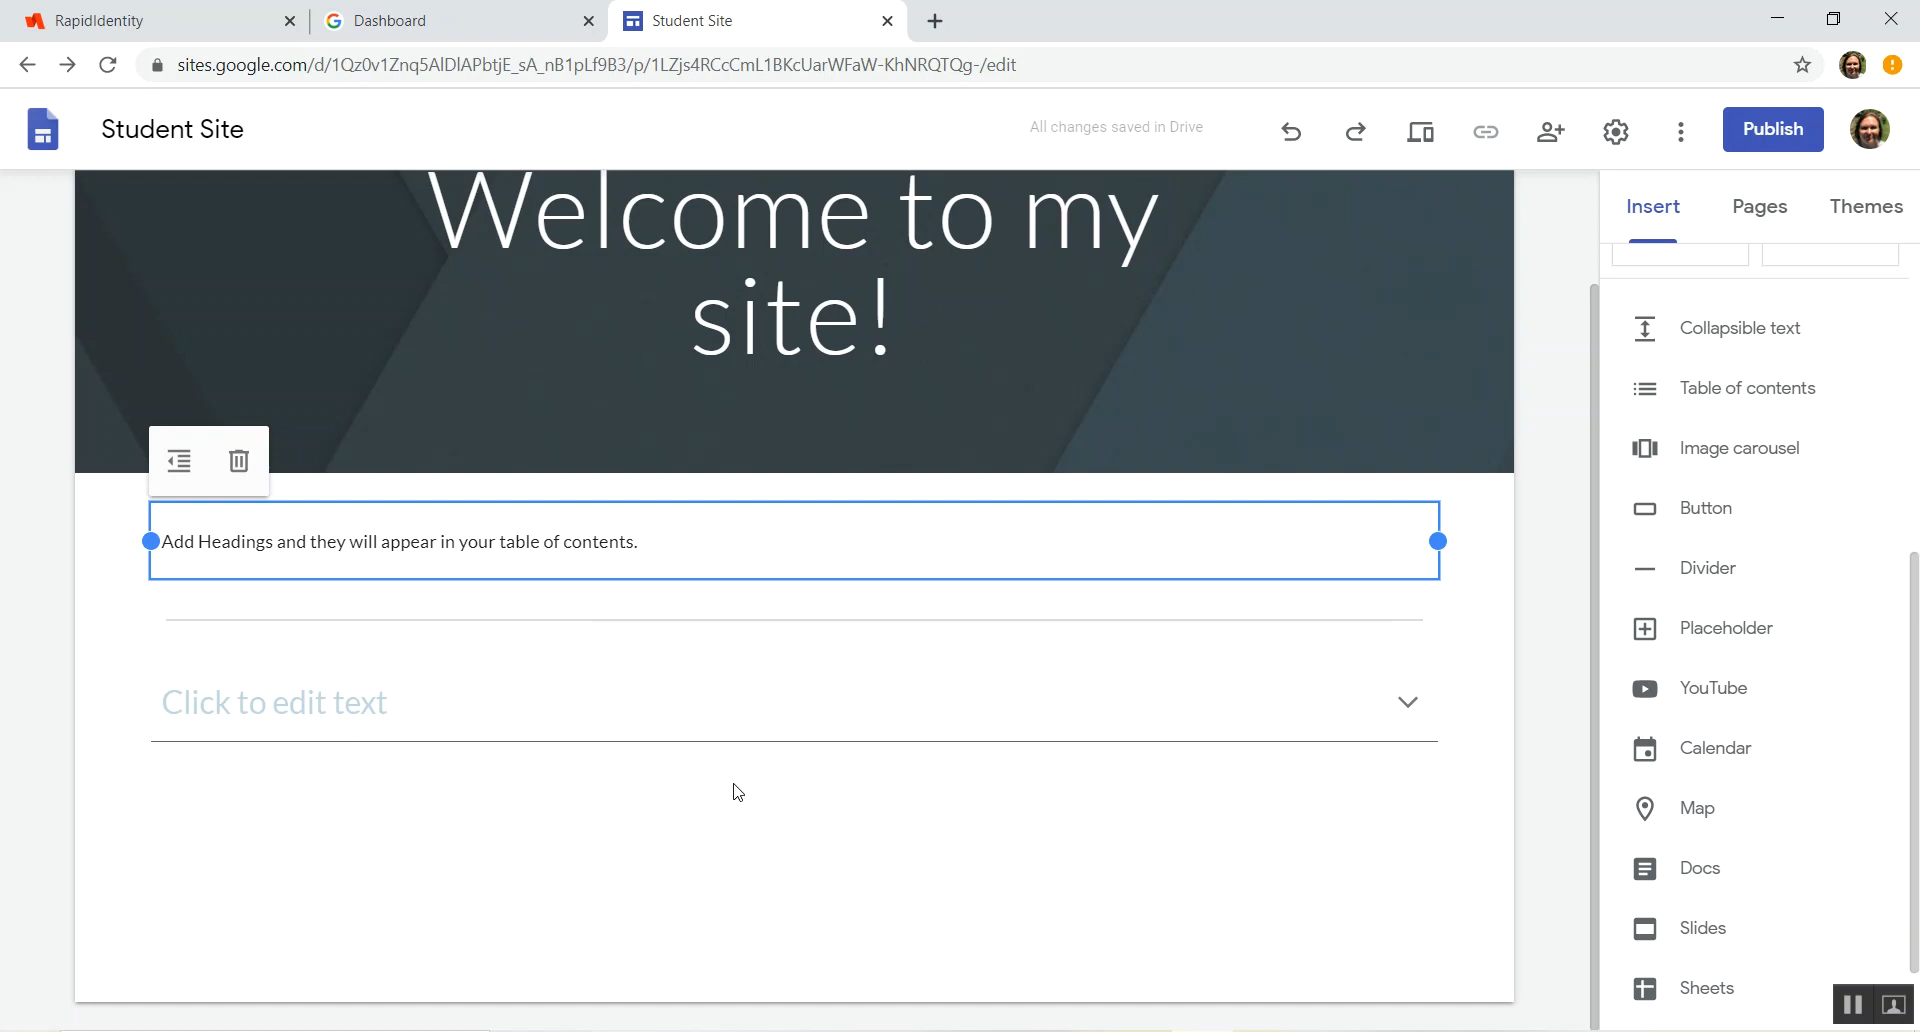 RapidIdentity
Dashboard
Student Site
sites.google.com/d/1Qz0v1Znq5AlDlAPbtjE_sA_nB1pLf9B3/p/1LZjs4RCcCmL1BKcUarWFaW-KhNRQTQg-/edit
Student Site
All changes saved in Drive
Publish
Insert Pages Themes
Welcome to my
site!
Add Headings and they will appear in your table of contents.
Click to edit text
Collapsible text
Table of contents
Image carousel
Button
Divider
Placeholder
YouTube
Calendar
Map
Docs
Slides
Sheets